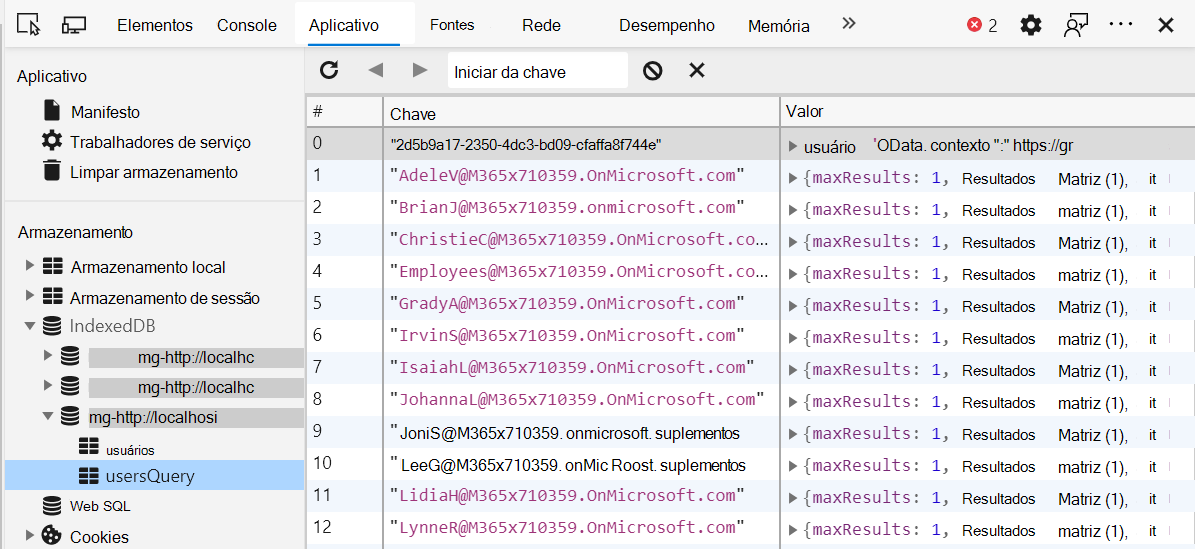 Elementos Console Aplicativo Fontes Rede Desempenho Memória 2
Aplicativo
Manifesto
Trabalhadores de serviço
Limpar armazenamento
Armazenamento
Armazenamento local
Armazenamento de sessão
IndexedDB
mg-http://localhc
mg-http://localhc
mg-http://localhosi
usuários
usersQuery
Web SQL
Cookies
Iniciar da chave
# Chave Valor
0 "2d5b9a17-2350-4dc3-bd09-cfaffa8f744e" usuário 'OData. contexto ":" https://gr
1 "AdeleV@M365x710359.OnMicrosoft.com" {maxResults: 1, Resultados Matriz (1), it
2 "BrianJ@M365x710359.onmicrosoft.com" {maxResults: 1, Resultados matriz (1), it
3 "ChristieC@M365x710359.OnMicrosoft.co... {maxResults: 1, Resultados Matriz (1), it
4 "Employees@M365x710359.OnMicrosoft.co... {maxResults: 1, Resultados matriz (1), it
5 "GradyA@M365x710359.OnMicrosoft.com" {maxResults: 1, Resultados Matriz (1), it
6 "IrvinS@M365x710359.OnMicrosoft.com" {maxResults: 1, Resultados matriz (1), it
7 "IsaiahL@M365x710359.OnMicrosoft.com" {maxResults: 1, Resultados Matriz (1), it
8 "JohannaL@M365x710359.OnMicrosoft.com" {maxResults: 1, Resultados matriz (1), it
9 "JoniS@M365x710359. onmicrosoft. suplementos {maxResults: 1, Resultados Matriz (1), it
10 "LeeG@M365x710359. onMic Roost. suplementos {maxResults: 1, Resultados matriz (1), it
11 "LidiaH@M365x710359.OnMicrosoft.com" {maxResults: 1, Resultados Matriz (1), it
12 "LynneR@M365x710359.OnMicrosoft.com" {maxResults: 1, Resultados matriz (1), it